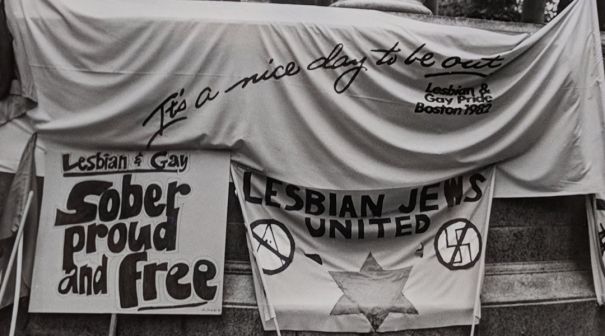 It's a nice day to be out
Lesbian &
Gay Pride
Boston 1982
Lesbian & Gay
Sober
proud
and free
LESBIAN JEWS
UNITED